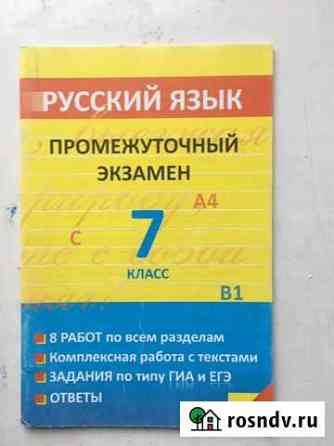 РУССКИЙ ЯЗЫК
ПРОМЕЖУТОЧНЫЙ
ЭКЗАМЕН
А4
С
7
КЛАСС
В1
8 РАБОТ по всем разделам
Комплексная работа с текстами
ЗАДАНИЯ по типу ГИА и ЕГЭ
ОТВЕТЫ
rosndv.ru